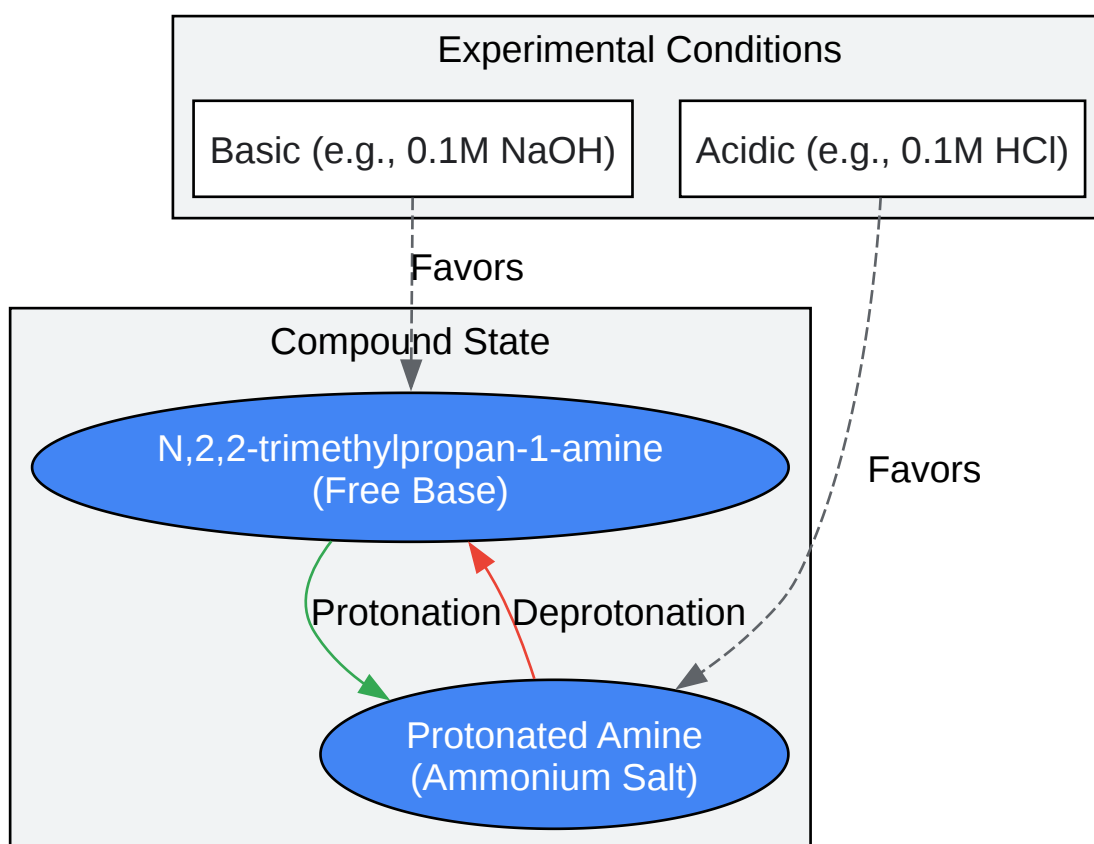 Experimental Conditions
Basic (e.g., 0.1M NaOH)
Acidic (e.g., 0.1M HCl)
Favors
Compound State
N,2,2-trimethylpropan-1-amine
(Free Base)
Favors
Protonation
Deprotonation
Protonated Amine
(Ammonium Salt)